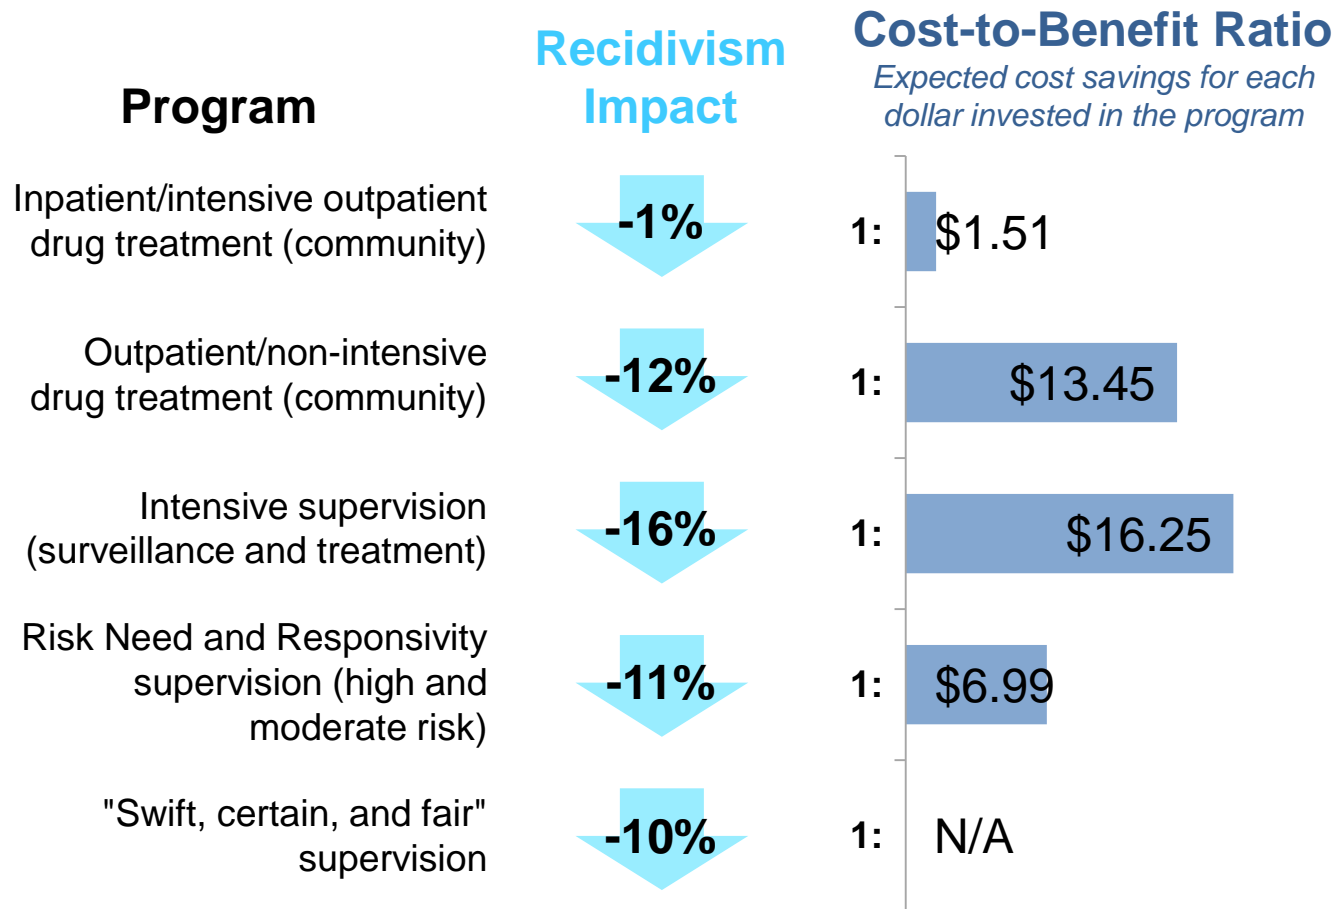 Program
Recidivism
Impact
Cost-to-Benefit Ratio
Expected cost savings for each
dollar invested in the program
Inpatient/intensive outpatient
drug treatment (community)
-1%
1:
$1.51
Outpatient/non-intensive
drug treatment (community)
-12%
1:
$13.45
Intensive supervision
(surveillance and treatment)
-16%
1:
$16.25
Risk Need and Responsivity
supervision (high and
moderate risk)
-11%
1:
$6.99
"Swift, certain, and fair"
supervision
-10%
1:
N/A